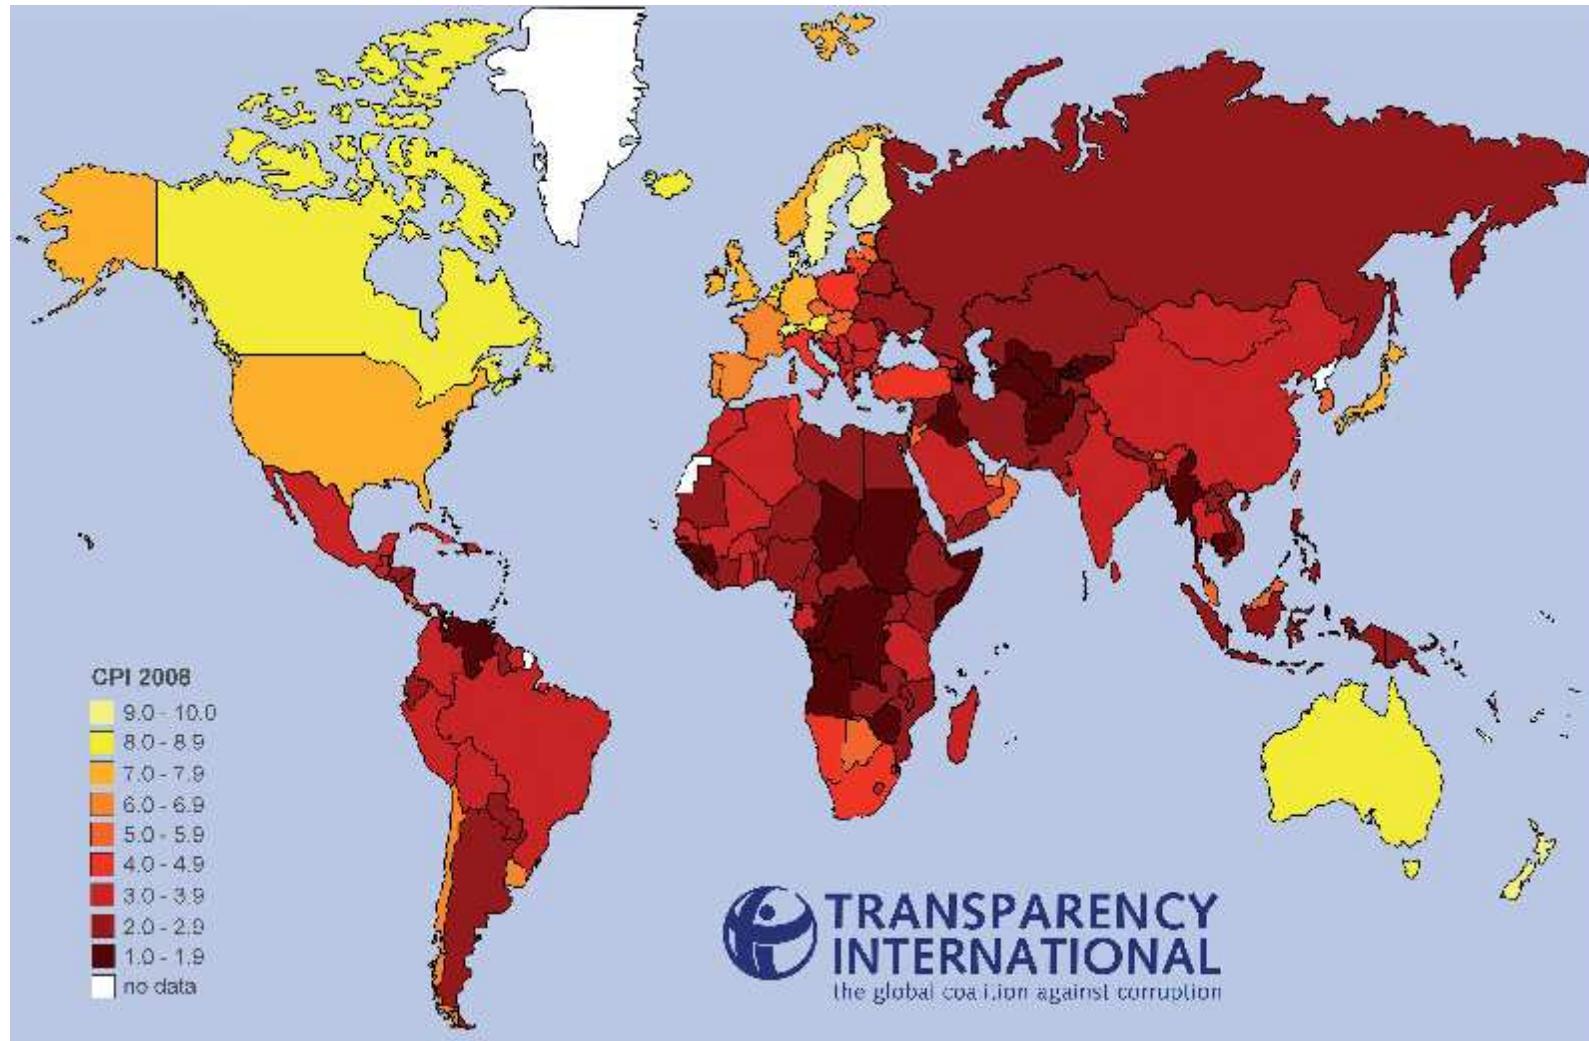 CPI 2008
9.0 - 10.0
8.0 - 8.9
7.0 - 7.9
6.0 - 6.9
5.0 - 5.9
4.0 - 4.9
3.0 - 3.9
2.0 - 2.9
1.0 - 1.9
no data
TRANSPARENCY
INTERNATIONAL
the global coalition against corruption